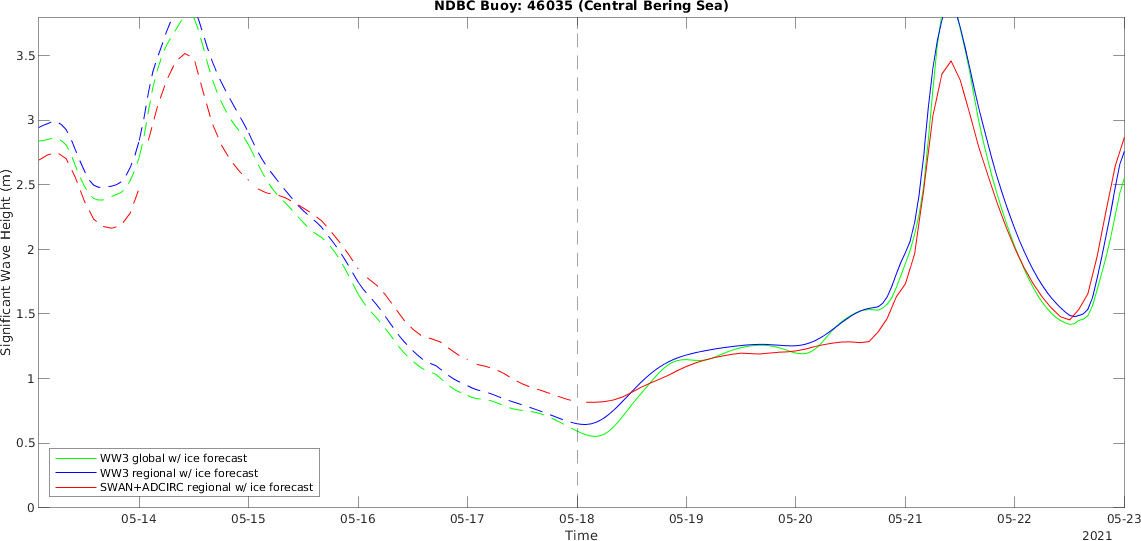 NDBC Buoy: 46035 (Central Bering Sea)
3.5
3
2.5
2
1.5
1
0.5
0
Significant Wave Height (m)
WW3 global w/ ice forecast
WW3 regional w/ ice forecast
SWAN+ADCIRC regional w/ ice forecast
05-14 05-15 05-16 05-17 05-18 05-19 05-20 05-21 05-22 05-23
Time
2021